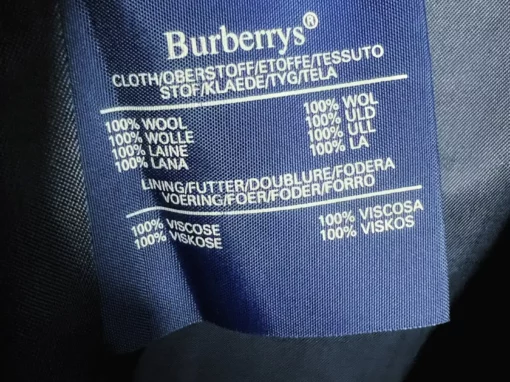 Burberrys®
CLOTH/OBERSTOFF/ETOFFE/TESSUTO
STOF/KLAEDE/TYG/TELA
100% WOOL 100% WOL
100% WOLLE 100% ULD
100% LAINE 100% ULL
100% LANA 100% LA
LINING/FUTTER/DOUBLURE/FODERA
VOERING/FOER/FODER/FORRO
100% VISCOSE 100% VISCOSA
100% VISKOSE 100% VISKOS